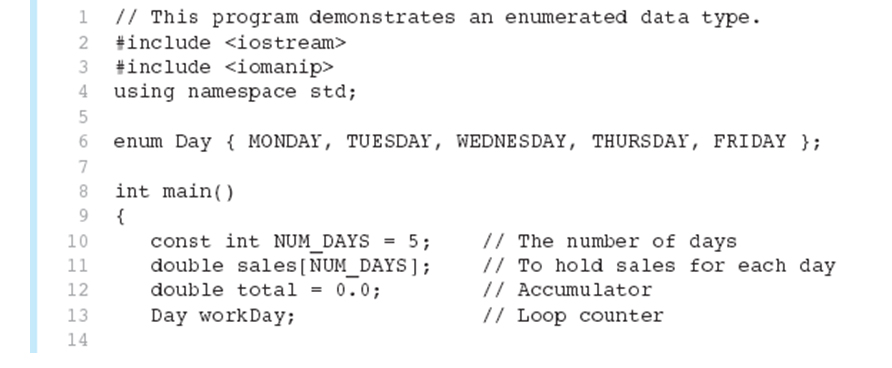 1 // This program demonstrates an enumerated data type.
2 #include <iostream>
3 #include <iomanip>
4 using namespace std;
5
6 enum Day { MONDAY, TUESDAY, WEDNESDAY, THURSDAY, FRIDAY };
7
8 int main()
9 {
10 const int NUM_DAYS = 5; // The number of days
11 double sales[NUM_DAYS]; // To hold sales for each day
12 double total = 0.0; // Accumulator
13 Day workDay; // Loop counter
14